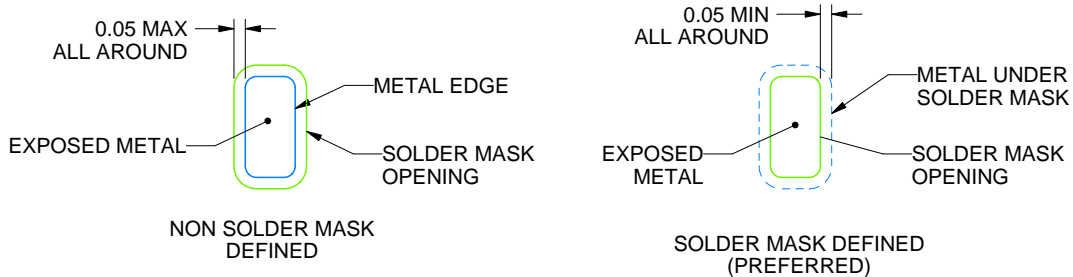 0.05 MAX
ALL AROUND
METAL EDGE
EXPOSED METAL
SOLDER MASK
OPENING
NON SOLDER MASK
DEFINED
0.05 MIN
ALL AROUND
METAL UNDER
SOLDER MASK
EXPOSED
METAL
SOLDER MASK
OPENING
SOLDER MASK DEFINED
(PREFERRED)